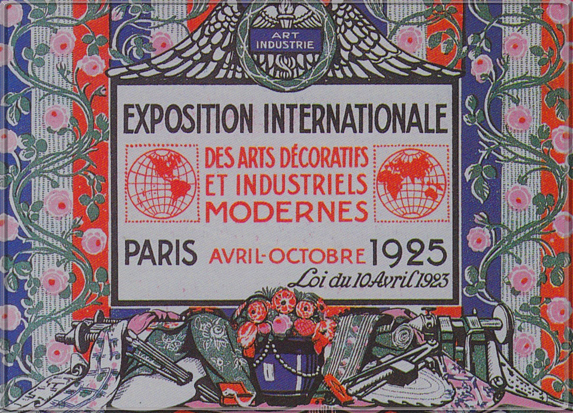 ART
INDUSTRIE
EXPOSITION INTERNATIONALE
DES ARTS DÉCORATIFS
ET INDUSTRIELS
MODERNES
PARIS AVRIL-OCTOBRE 1925
Loi du 10 Avril 1923